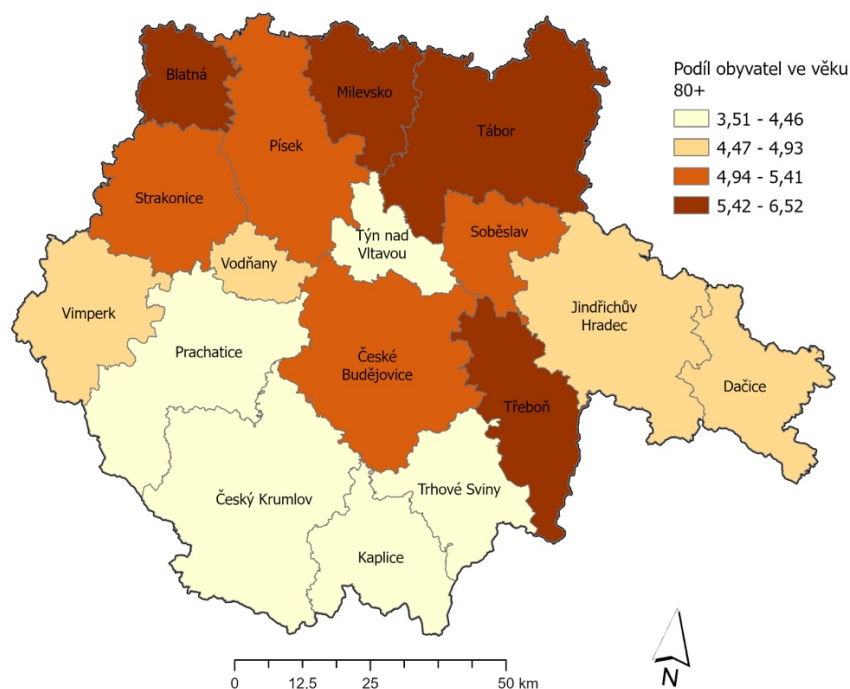 Podíl obyvatel ve věku
80+
3,51 - 4,46
4,47 - 4,93
4,94 - 5,41
5,42 - 6,52
Blatná
Milevsko
Tábor
Písek
Strakonice
Týn nad
Vltavou
Soběslav
Vodňany
Vimperk
Jindřichův
Hradec
Prachatice
České
Budějovice
Dačice
Třeboň
Český Krumlov
Trhové Sviny
Kaplice
0 12.5 25 50 km
N